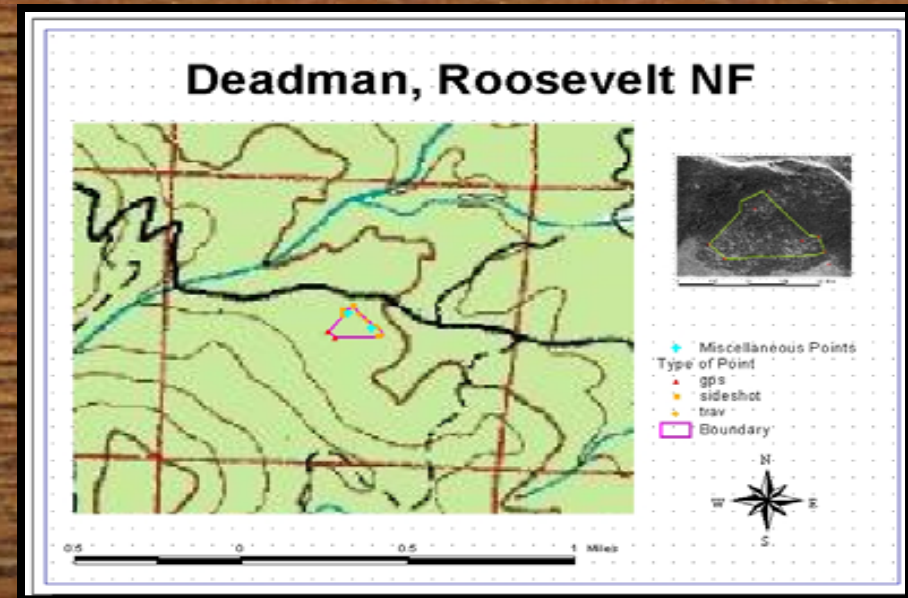 Deadman, Roosevelt NF
Miscellaneous Points
Type of Point
gps
sideshot
trav
Boundary
N
W E
S
0.5 0 0.5 1 Miles